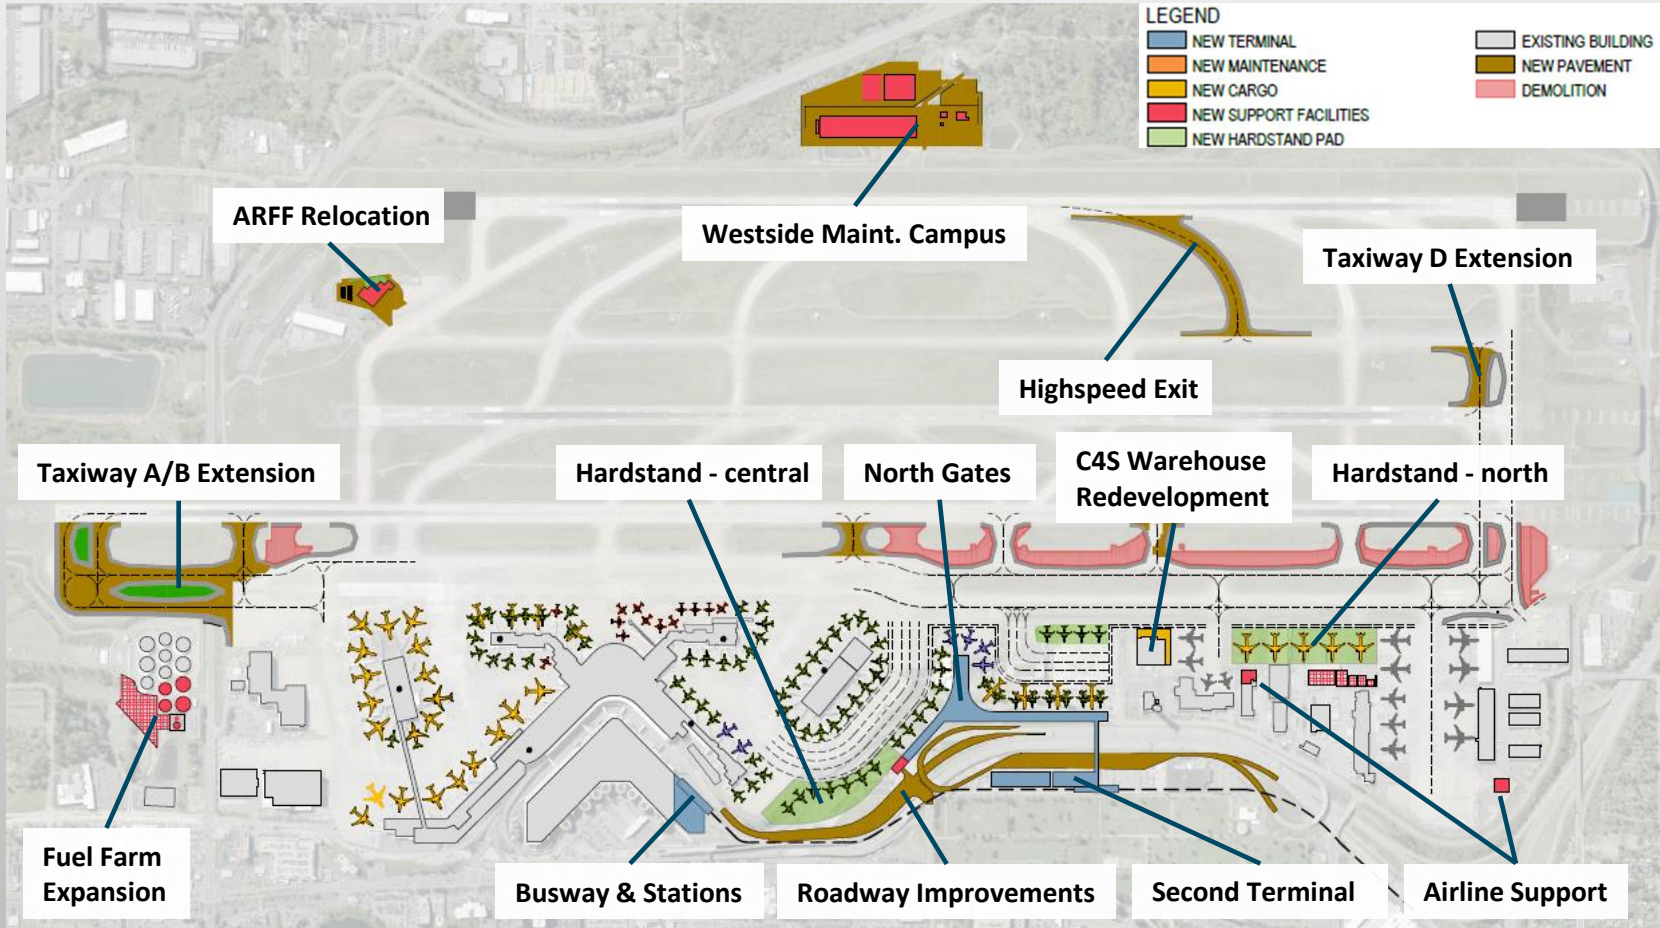 LEGEND
NEW TERMINAL
NEW MAINTENANCE
NEW CARGO
NEW SUPPORT FACILITIES
NEW HARDSTAND PAD
EXISTING BUILDING
NEW PAVEMENT
DEMOLITION
ARFF Relocation
Westside Maint. Campus
Taxiway D Extension
Highspeed Exit
Taxiway A/B Extension
Hardstand - central
North Gates
C4S Warehouse
Redevelopment
Hardstand - north
Fuel Farm
Expansion
Busway & Stations
Roadway Improvements
Second Terminal
Airline Support